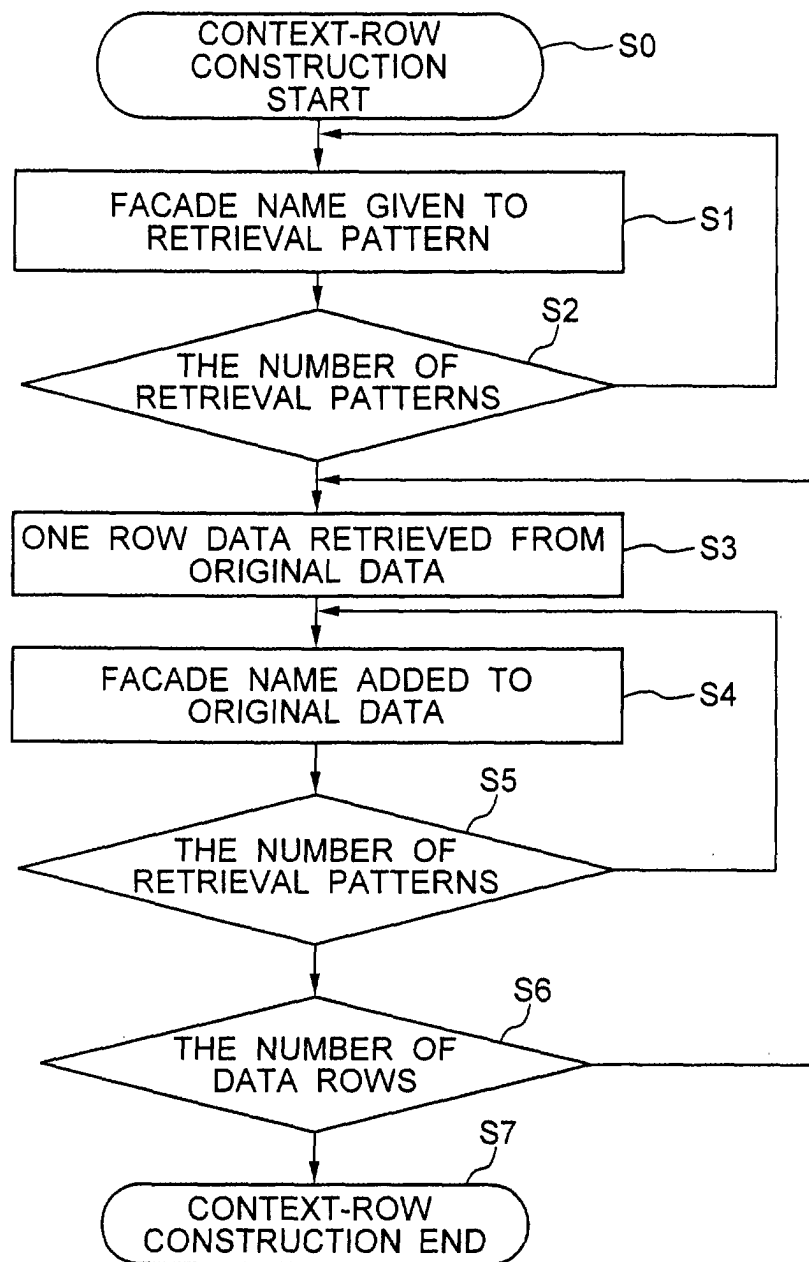 CONTEXT-ROW
CONSTRUCTION
START
S0
FACADE NAME GIVEN TO
RETRIEVAL PATTERN
S1
S2
THE NUMBER OF
RETRIEVAL PATTERNS
ONE ROW DATA RETRIEVED FROM
ORIGINAL DATA
S3
FACADE NAME ADDED TO
ORIGINAL DATA
S4
S5
THE NUMBER OF
RETRIEVAL PATTERNS
S6
THE NUMBER OF
DATA ROWS
S7
CONTEXT-ROW
CONSTRUCTION END